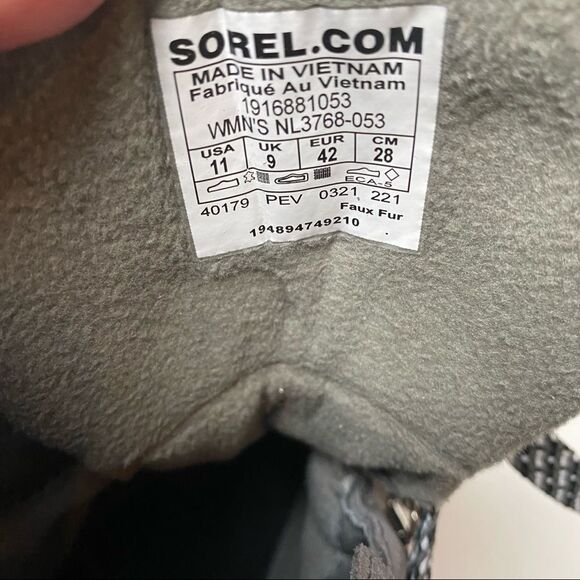 SOREL.COM
MADE IN VIETNAM
Fabriqué Au Vietnam
1916881053
WMN'S NL3768-053
USA UK EUR CM
11 9 42 28
ECA-5
40179 PEV 0321 221
Faux Fur
194894749210